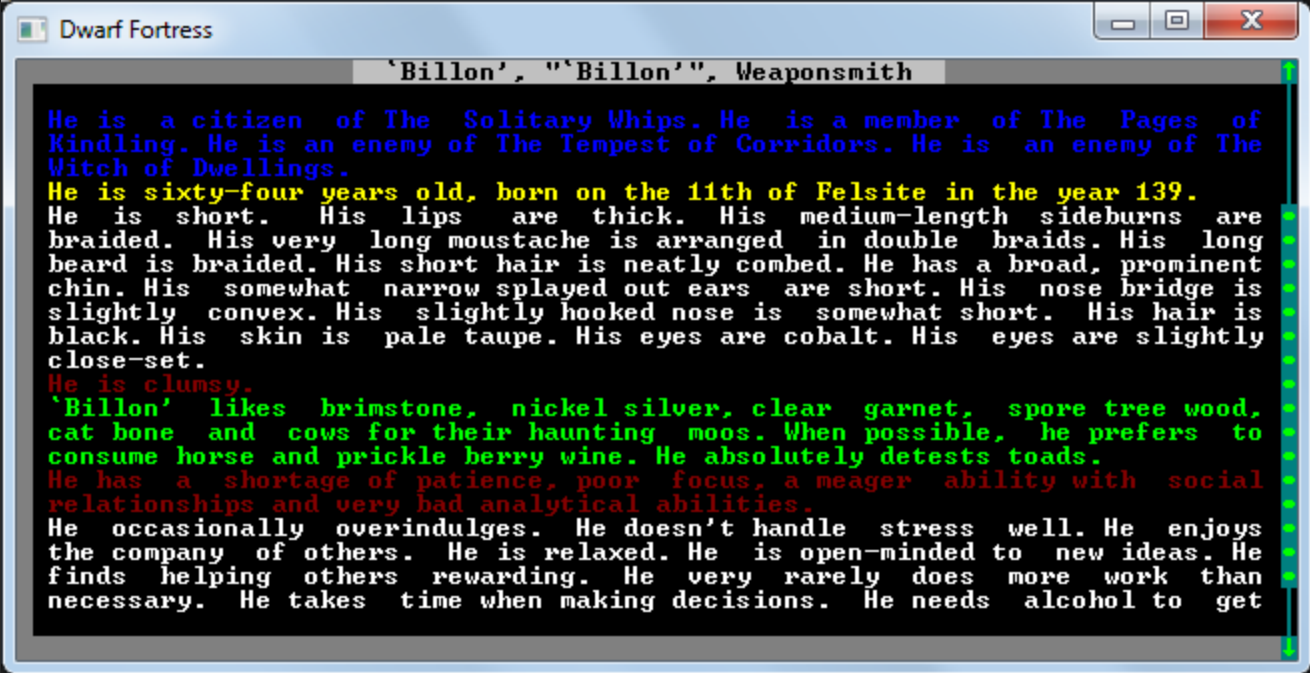 Dwarf Fortress
`Billon', "`Billon'", Weaponsmith
He is a citizen of The Solitary Whips. He is a member of The Pages of
Kindling. He is an enemy of The Tempest of Corridors. He is an enemy of The
Witch of Dwellings.
He is sixty-four years old, born on the 11th of Felsite in the year 139.
He is short. His lips are thick. His medium-length sideburns are
braided. His very long moustache is arranged in double braids. His long
beard is braided. His short hair is neatly combed. He has a broad, prominent
chin. His somewhat narrow splayed out ears are short. His nose bridge is
slightly convex. His slightly hooked nose is somewhat short. His hair is
black. His skin is pale taupe. His eyes are cobalt. His eyes are slightly
close-set.
He is clumsy.
`Billon' likes brimstone, nickel silver, clear garnet, spore tree wood,
cat bone and cows for their haunting moos. When possible, he prefers to
consume horse and prickle berry wine. He absolutely detests toads.
He has a shortage of patience, poor focus, a meager ability with social
relationships and very bad analytical abilities.
He occasionally overindulges. He doesn't handle stress well. He enjoys
the company of others. He is relaxed. He is open-minded to new ideas. He
finds helping others rewarding. He very rarely does more work than
necessary. He takes time when making decisions. He needs alcohol to get